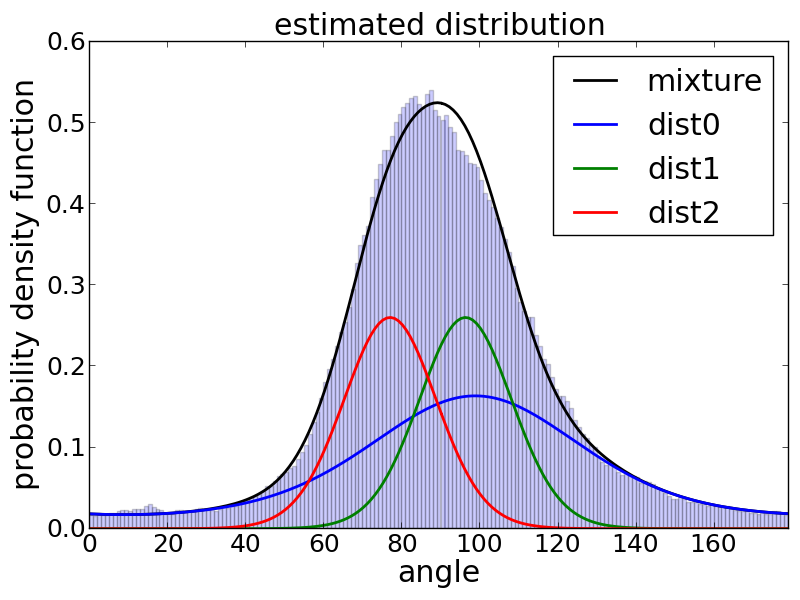 estimated distribution
probability density function
0.6
0.5
0.4
0.3
0.2
0.1
0.0
mixture
dist0
dist1
dist2
0 20 40 60 80 100 120 140 160
angle